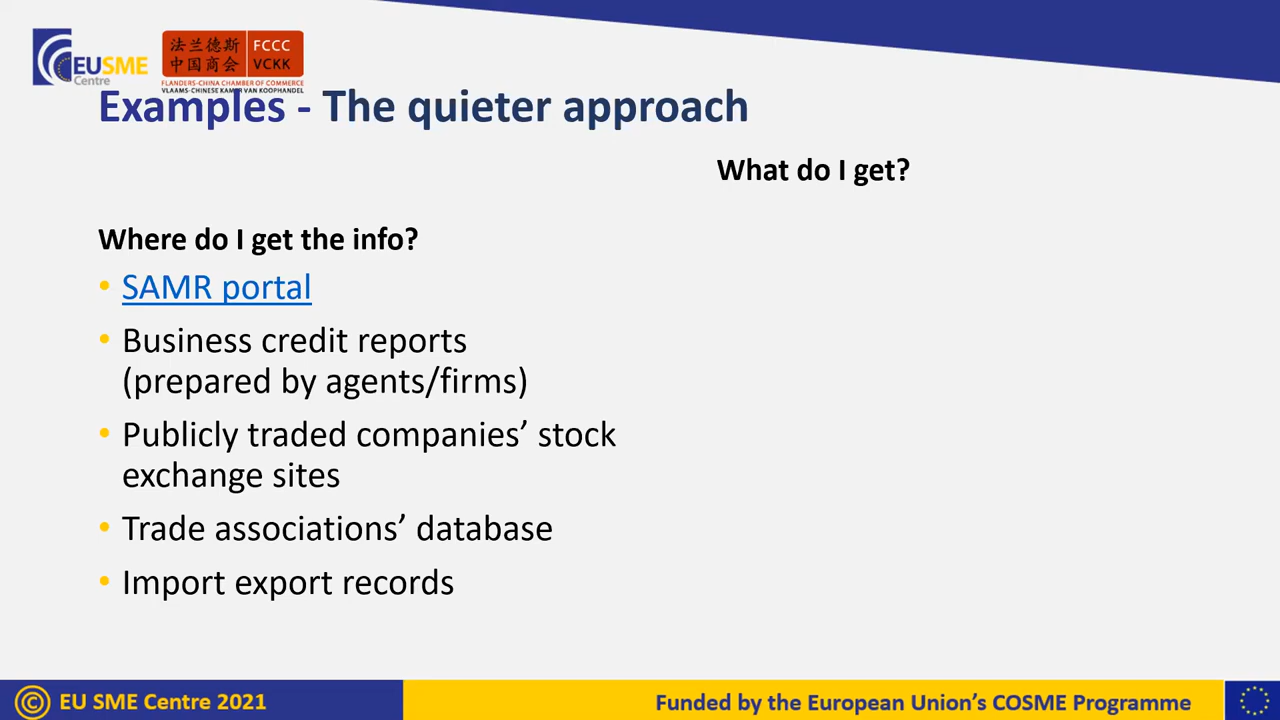 EUSME
Centre
法兰德斯
中国商会
FCCC
VCKK
FLANDERS-CHINA CHAMBER OF COMMERCE
VLAAMS-CHINESE KAMER VAN KOOPHANDEL
Examples - The quieter approach
What do I get?
Where do I get the info?
• SAMR portal
• Business credit reports
(prepared by agents/firms)
• Publicly traded companies’ stock
exchange sites
• Trade associations’ database
• Import export records
© EU SME Centre 2021
Funded by the European Union’s COSME Programme